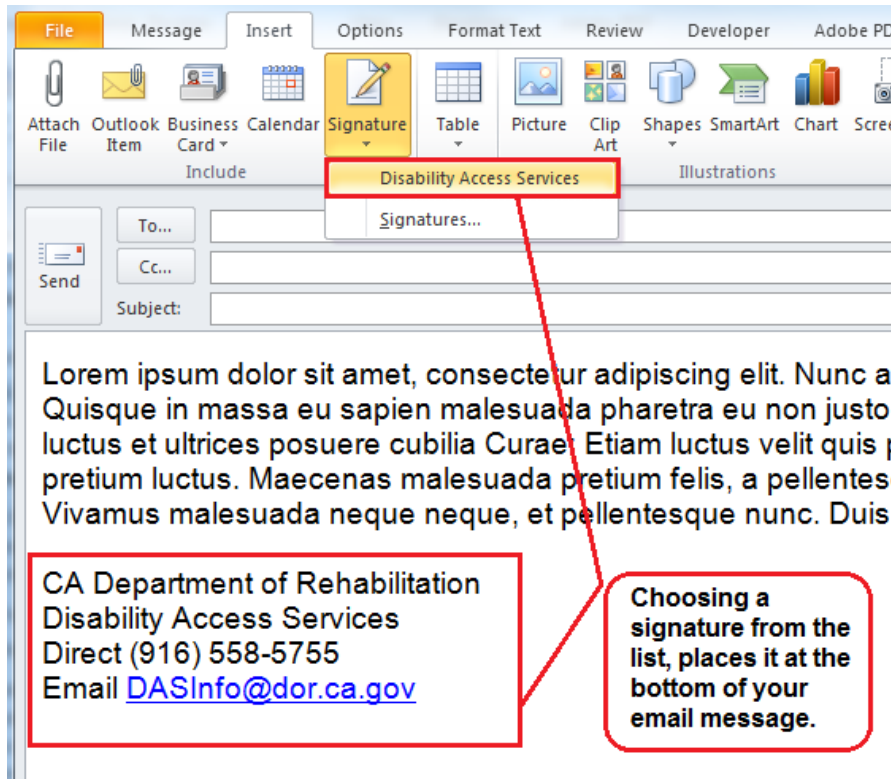 File Message Insert Options Format Text Review Developer Adobe PD
Attach File
Outlook Item
Business Card
Calendar
Signature
Table
Picture
Clip Art
Shapes
SmartArt
Chart
Scree
Include
Illustrations
Disability Access Services
Signatures...
Send
To...
Cc...
Subject:
Lorem ipsum dolor sit amet, consectetur adipiscing elit. Nunc a
Quisque in massa eu sapien malesuada pharetra eu non justo
luctus et ultrices posuere cubilia Curae; Etiam luctus velit quis
pretium luctus. Maecenas malesuada pretium felis, a pellentes
Vivamus malesuada neque neque, et pellentesque nunc. Duis
CA Department of Rehabilitation
Disability Access Services
Direct (916) 558-5755
Email DASInfo@dor.ca.gov
Choosing a
signature from the
list, places it at the
bottom of your
email message.